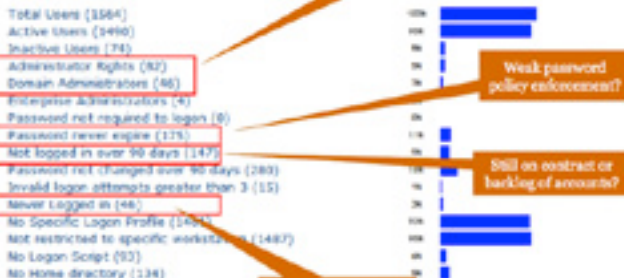 Total Users (1564)
Active Users (1490)
Inactive Users (74)
Administrator Rights (82)
Domain Administrators (46)
Enterprise Administrators (4)
Password not required to logon (0)
Password never expire (175)
Not logged in over 90 days (147)
Password not changed over 90 days (280)
Invalid logon attempts greater than 3 (15)
Never Logged in (46)
No Specific Logon Profile
Not restricted to specific (1487)
No Logon Script (93)
No Home directory (134)
Weak password
policy enforcement?
Still on contract or
backlog of accounts?